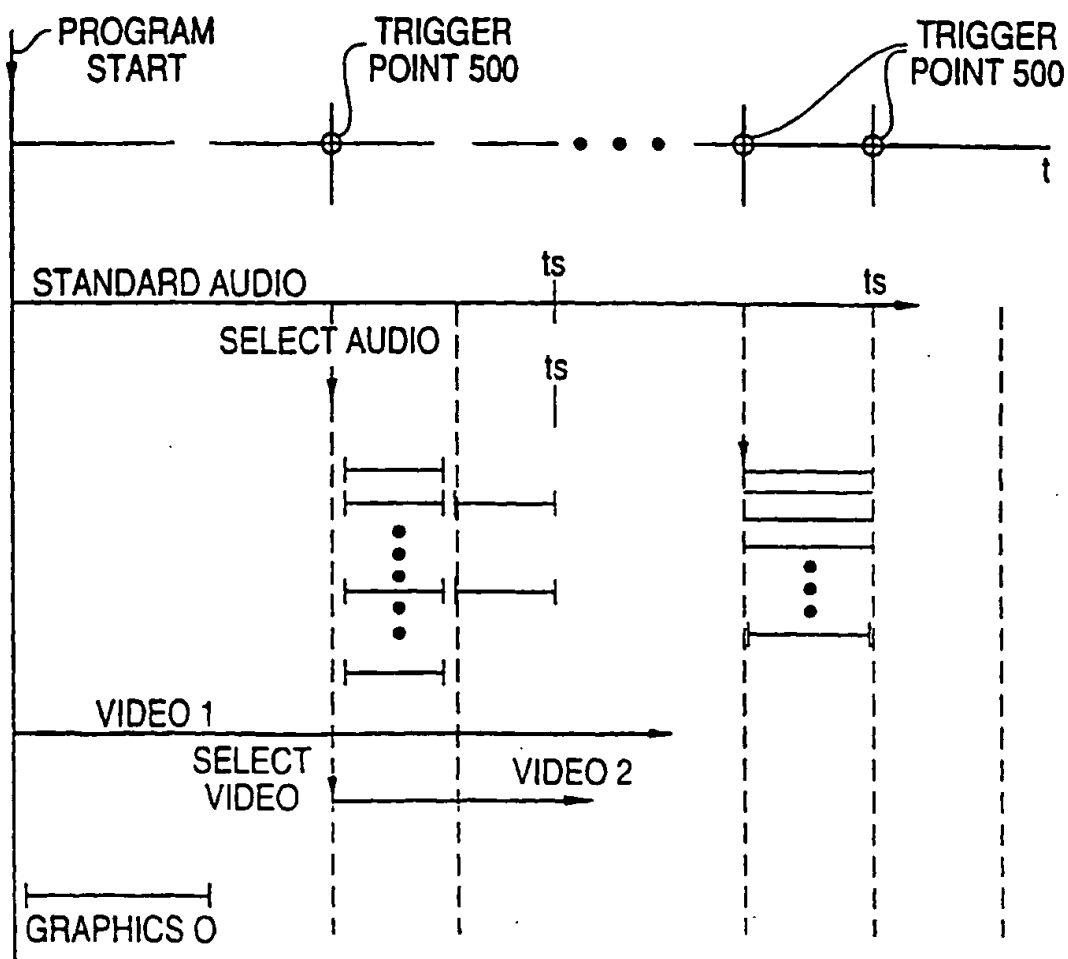 PROGRAM
START
TRIGGER
POINT 500
TRIGGER
POINT 500
t
STANDARD AUDIO
ts
ts
SELECT AUDIO
ts
VIDEO 1
SELECT
VIDEO
VIDEO 2
GRAPHICS O